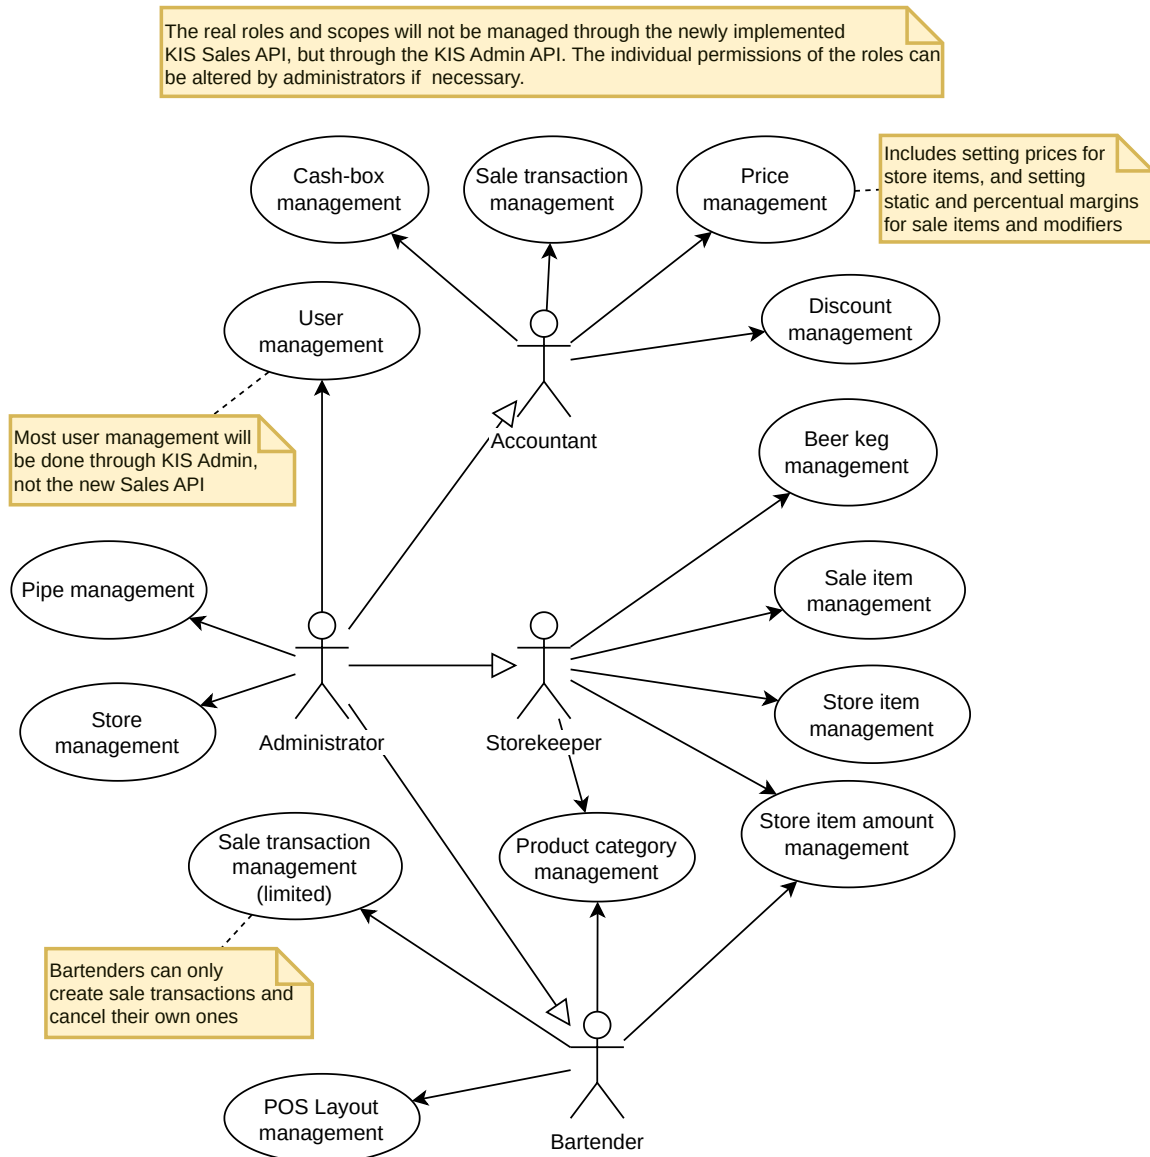 The real roles and scopes will not be managed through the newly implemented
KIS Sales API, but through the KIS Admin API. The individual permissions of the roles can
be altered by administrators if  necessary.
Cash-box
management
Sale transaction
management
Price
management
Includes setting prices for
store items, and setting
static and percentual margins
for sale items and modifiers
User
management
Discount
management
Most user management will
be done through KIS Admin,
not the new Sales API
Accountant
Beer keg
management
Pipe management
Sale item
management
Store
management
Administrator
Storekeeper
Store item
management
Sale transaction
management
(limited)
Product category
management
Store item amount
management
Bartenders can only
create sale transactions and
cancel their own ones
POS Layout
management
Bartender